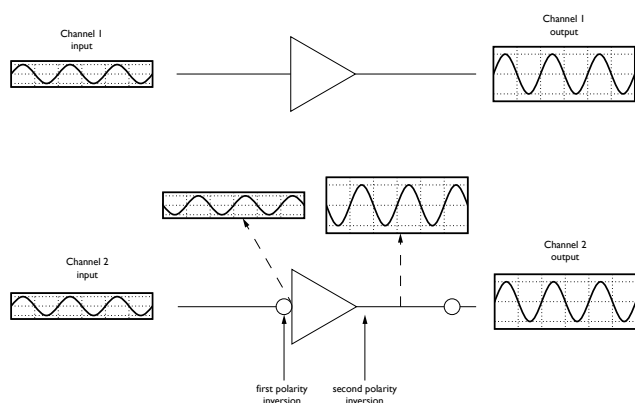 Channel 1
input
Channel 1
output
Channel 2
input
Channel 2
output
first polarity
inversion
second polarity
inversion